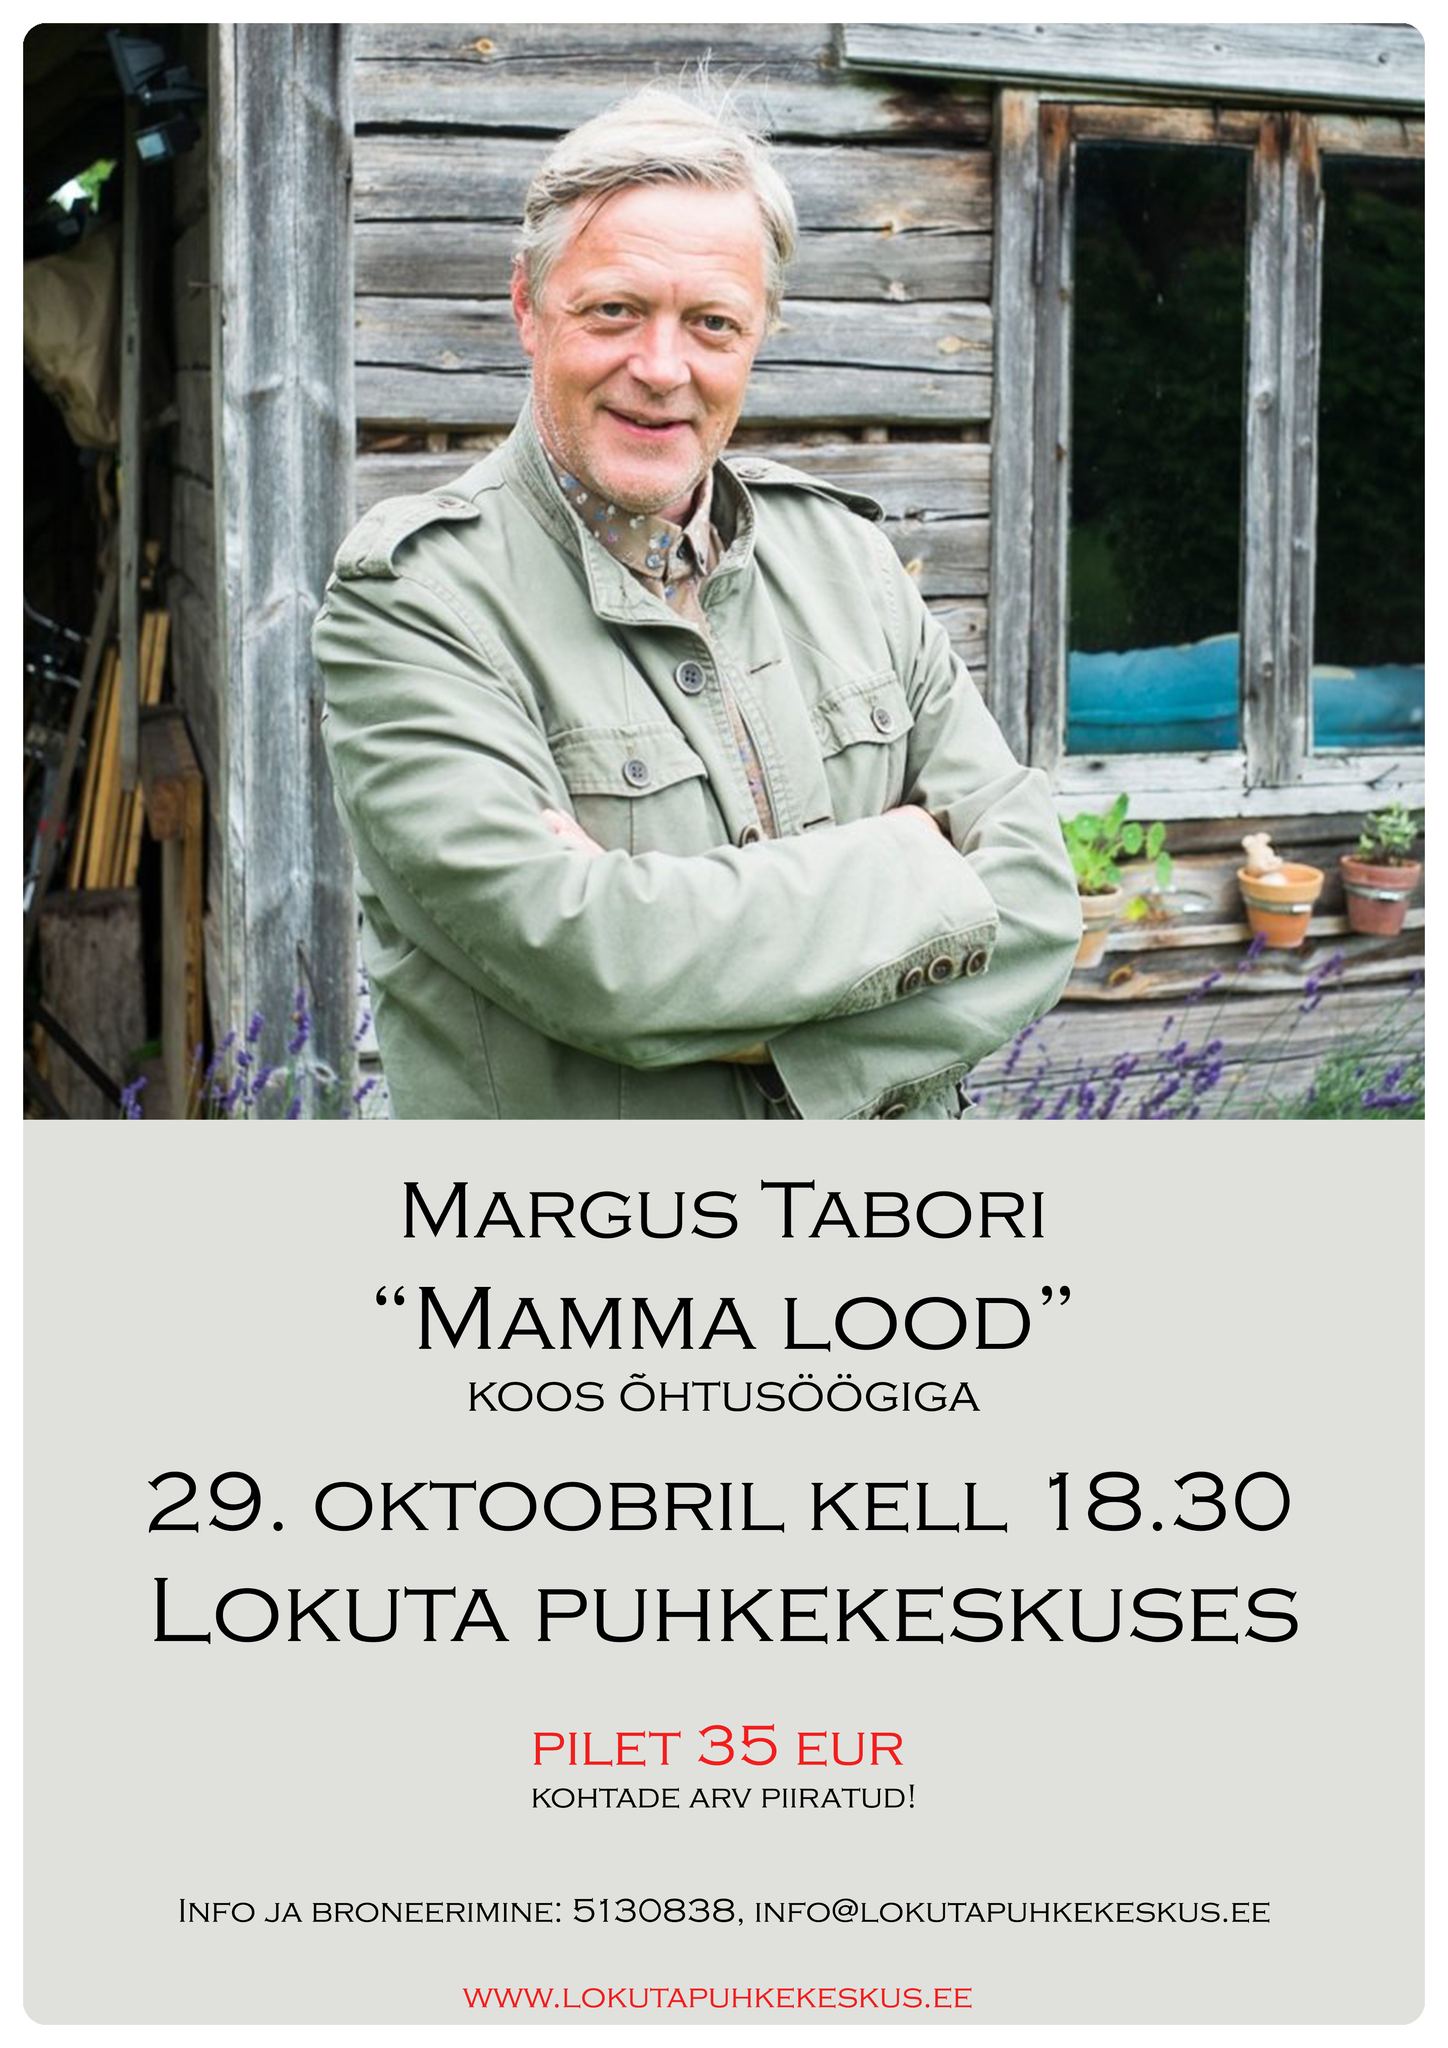 Margus Tabori
“Mamma lood”
koos õhtusöögiga
29. oktoobril kell 18.30
Lokuta puhkekeskuses
pilet 35 eur
kohtade arv piiratud!
Info ja broneerimine: 5130838, info@lokutapuhkekeskus.ee
www.lokutapuhkekeskus.ee